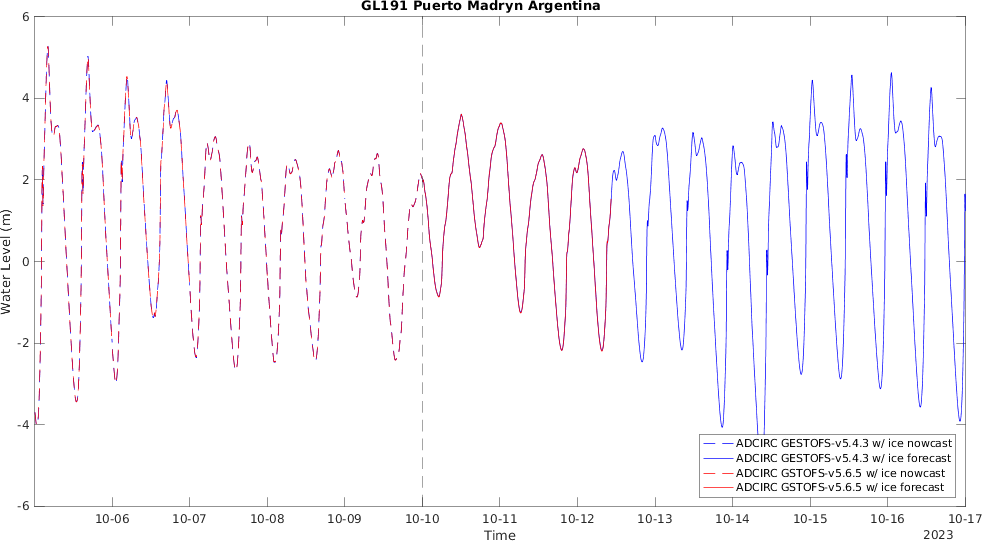 GL191 Puerto Madryn Argentina
6
4
2
0
-2
-4
-6
Water Level (m)
10-06
10-07
10-08
10-09
10-10
10-11
10-12
10-13
10-14
10-15
10-16
10-17
Time
2023
ADCIRC GESTOFS-v5.4.3 w/ ice nowcast
ADCIRC GESTOFS-v5.4.3 w/ ice forecast
ADCIRC GSTOFS-v5.6.5 w/ ice nowcast
ADCIRC GSTOFS-v5.6.5 w/ ice forecast